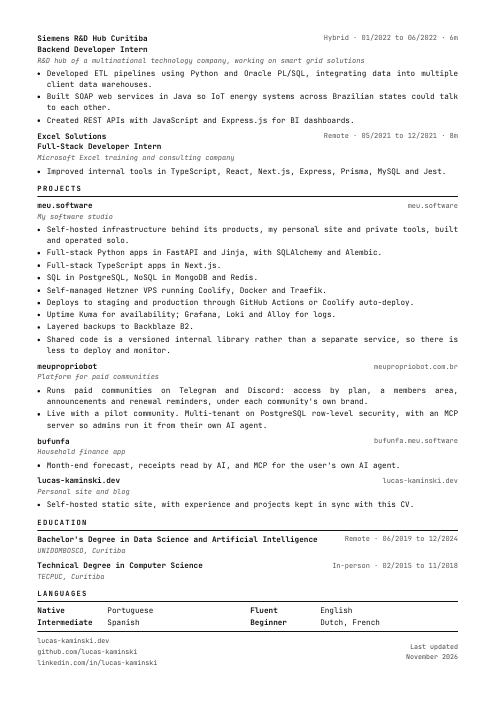 Siemens R&D Hub Curitiba Hybrid · 01/2022 to 06/2022 · 6m
Backend Developer Intern
R&D hub of a multinational technology company, working on smart grid solutions
• Developed ETL pipelines using Python and Oracle PL/SQL, integrating data into multiple
client data warehouses.
• Built SOAP web services in Java so IoT energy systems across Brazilian states could talk
to each other.
• Created REST APIs with JavaScript and Express.js for BI dashboards.
Excel Solutions Remote · 05/2021 to 12/2021 · 8m
Full-Stack Developer Intern
Microsoft Excel training and consulting company
• Improved internal tools in TypeScript, React, Next.js, Express, Prisma, MySQL and Jest.
PROJECTS
meu.software meu.software
My software studio
• Self-hosted infrastructure behind its products, my personal site and private tools, built
and operated solo.
• Full-stack Python apps in FastAPI and Jinja, with SQLAlchemy and Alembic.
• Full-stack TypeScript apps in Next.js.
• SQL in PostgreSQL, NoSQL in MongoDB and Redis.
• Self-managed Hetzner VPS running Coolify, Docker and Traefik.
• Deploys to staging and production through GitHub Actions or Coolify auto-deploy.
• Uptime Kuma for availability; Grafana, Loki and Alloy for logs.
• Layered backups to Backblaze B2.
• Shared code is a versioned internal library rather than a separate service, so there is
less to deploy and monitor.
meupropriobot meupropriobot.com.br
Platform for paid communities
• Runs paid communities on Telegram and Discord: access by plan, a members area,
announcements and renewal reminders, under each community's own brand.
• Live with a pilot community. Multi-tenant on PostgreSQL row-level security, with an MCP
server so admins run it from their own AI agent.
bufunfa bufunfa.meu.software
Household finance app
• Month-end forecast, receipts read by AI, and MCP for the user's own AI agent.
lucas-kaminski.dev lucas-kaminski.dev
Personal site and blog
• Self-hosted static site, with experience and projects kept in sync with this CV.
EDUCATION
Bachelor's Degree in Data Science and Artificial Intelligence Remote · 06/2019 to 12/2024
UNIDOMBOSCO, Curitiba
Technical Degree in Computer Science In-person · 02/2015 to 11/2018
TECPUC, Curitiba
LANGUAGES
Native Portuguese Fluent English
Intermediate Spanish Beginner Dutch, French
lucas-kaminski.dev
github.com/lucas-kaminski
linkedin.com/in/lucas-kaminski
Last updated
November 2026